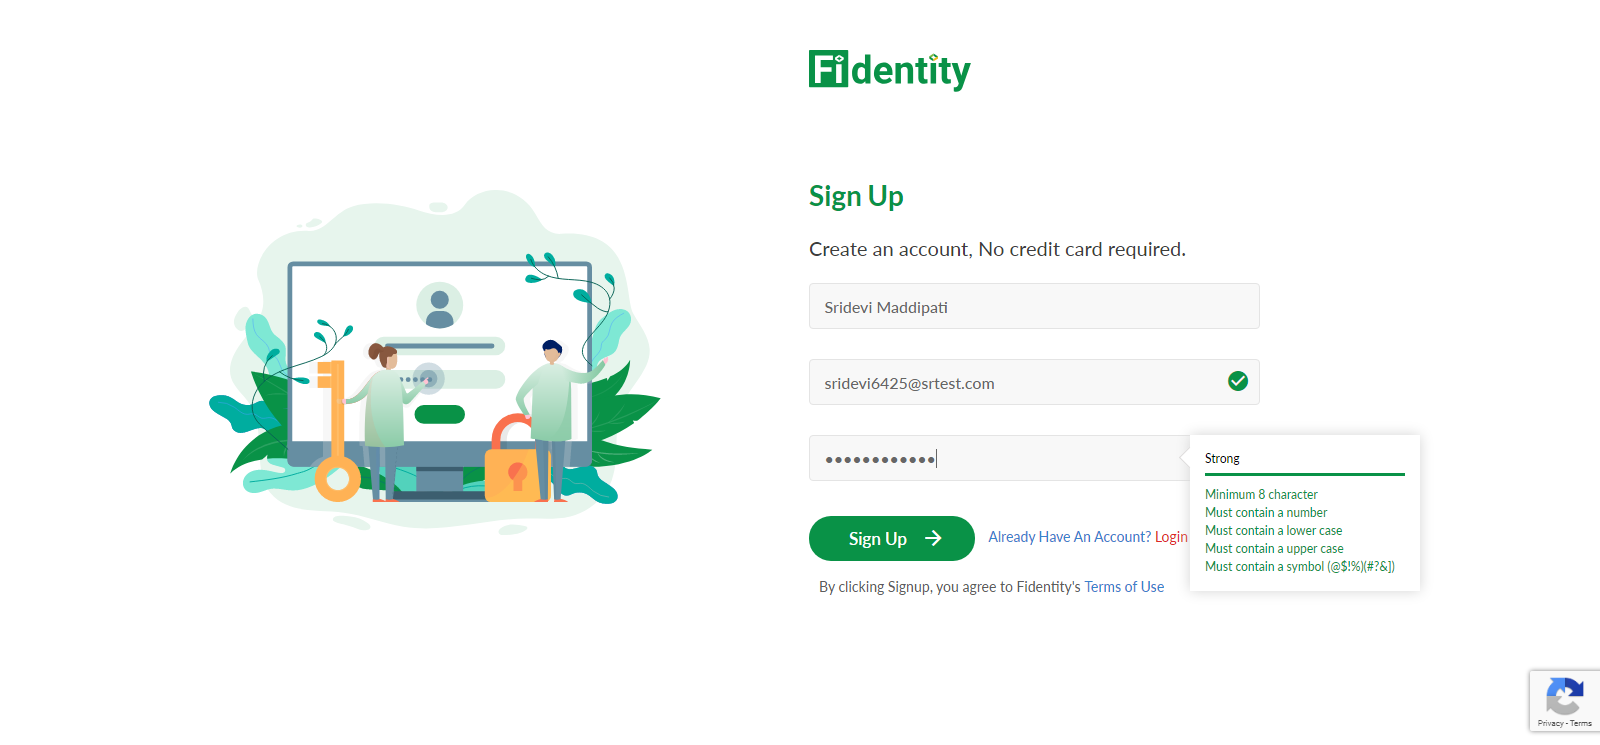 Fidentity
Sign Up
Create an account, No credit card required.
Sridevi Maddipati
sridevi6425@srtest.com
••••••••••••
Strong
Minimum 8 character
Must contain a number
Must contain a lower case
Must contain a upper case
Must contain a symbol (@$!%)(#?&])
Sign Up
Already Have An Account? Login
By clicking Signup, you agree to Fidentity's Terms of Use
Privacy - Terms